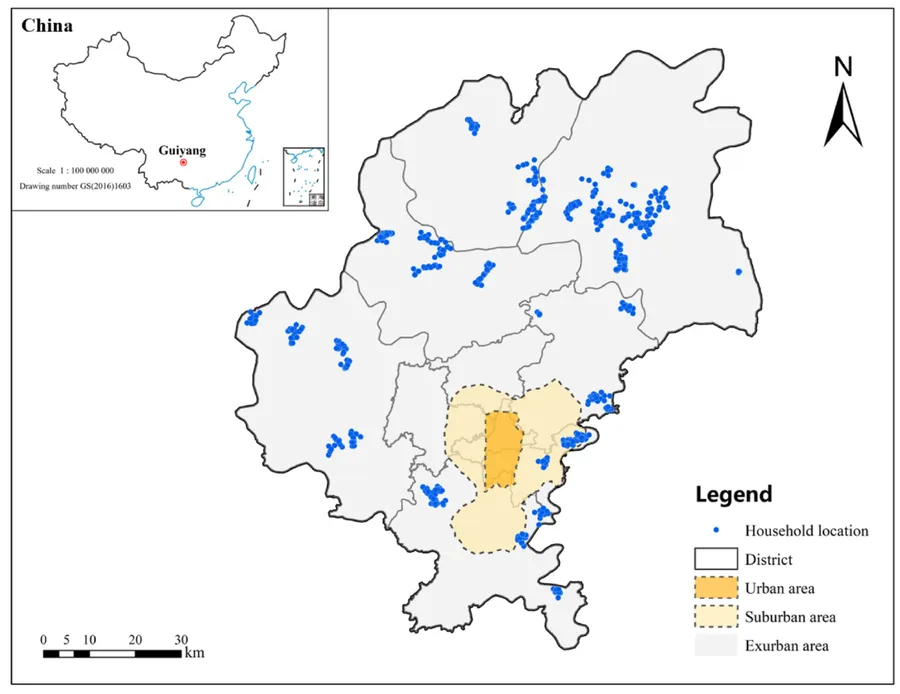 China
Guiyang
Scale 1 : 100 000 000
Drawing number GS(2016)1603
N
Legend
Household location
District
Urban area
Suburban area
Exurban area
0 5 10 20 30
km